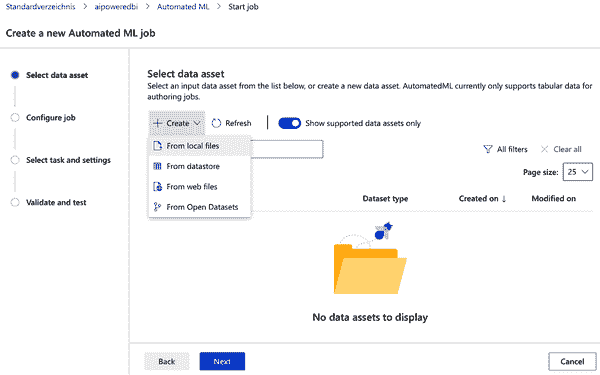 Standardverzeichnis > aipoweredbi > Automated ML > Start job
Create a new Automated ML job
Select data asset
Configure job
Select task and settings
Validate and test
Select data asset
Select an input data asset from the list below, or create a new data asset. AutomatedML currently only supports tabular data for
authoring jobs.
+ Create Refresh Show supported data assets only
From local files
From datastore
From web files
From Open Datasets
All filters Clear all
Page size: 25
Dataset type Created on ↓ Modified on
No data assets to display
Back Next Cancel